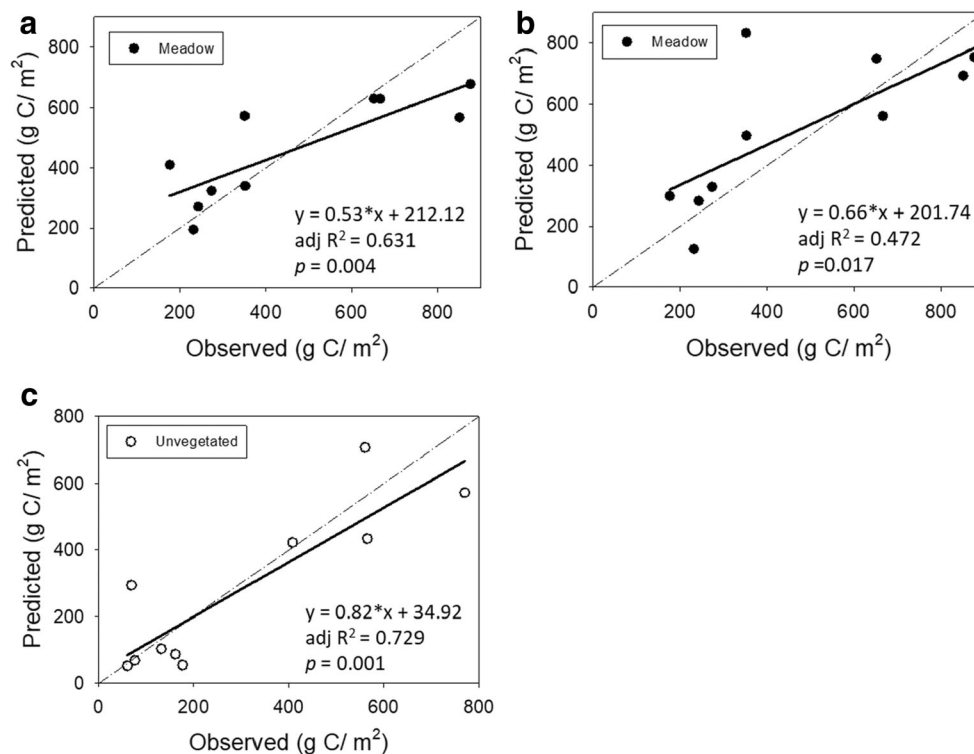 a
Meadow
Predicted (g C/ m²)
800
600
400
200
0
y = 0.53*x + 212.12
adj R² = 0.631
p = 0.004
0 200 400 600 800
Observed (g C/ m²)
b
Meadow
Predicted (g C/ m²)
800
600
400
200
0
y = 0.66*x + 201.74
adj R² = 0.472
p =0.017
0 200 400 600 800
Observed (g C/ m²)
c
Unvegetated
Predicted (g C/ m²)
800
600
400
200
0
y = 0.82*x + 34.92
adj R² = 0.729
p = 0.001
0 200 400 600 800
Observed (g C/ m²)